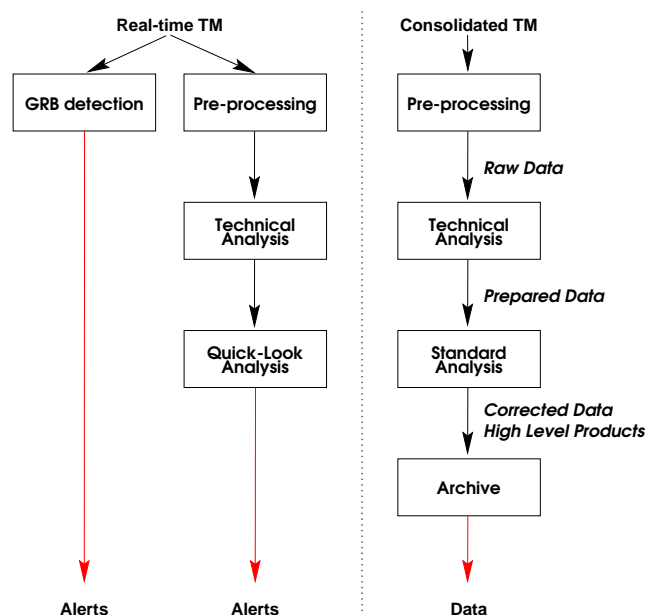 Real-time TM
Consolidated TM
GRB detection
Pre-processing
Pre-processing
Raw Data
Technical
Analysis
Technical
Analysis
Prepared Data
Quick-Look
Analysis
Standard
Analysis
Corrected Data
High Level Products
Archive
Alerts
Alerts
Data